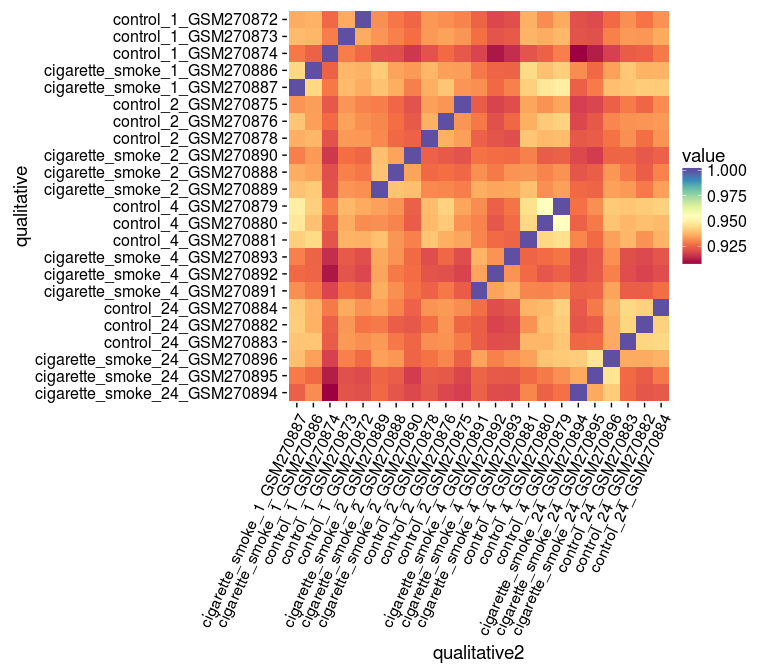 control_1_GSM270872
control_1_GSM270873
control_1_GSM270874
cigarette_smoke_1_GSM270886
cigarette_smoke_1_GSM270887
control_2_GSM270875
control_2_GSM270876
control_2_GSM270878
cigarette_smoke_2_GSM270890
cigarette_smoke_2_GSM270888
cigarette_smoke_2_GSM270889
control_4_GSM270879
control_4_GSM270880
control_4_GSM270881
cigarette_smoke_4_GSM270893
cigarette_smoke_4_GSM270892
cigarette_smoke_4_GSM270891
control_24_GSM270884
control_24_GSM270882
control_24_GSM270883
cigarette_smoke_24_GSM270896
cigarette_smoke_24_GSM270895
cigarette_smoke_24_GSM270894
qualitative
cigarette_smoke_1_GSM270887
cigarette_smoke_1_GSM270886
control_1_GSM270874
control_1_GSM270873
control_1_GSM270872
cigarette_smoke_2_GSM270889
cigarette_smoke_2_GSM270888
cigarette_smoke_2_GSM270890
control_2_GSM270878
control_2_GSM270876
control_2_GSM270875
cigarette_smoke_4_GSM270891
cigarette_smoke_4_GSM270892
cigarette_smoke_4_GSM270893
control_4_GSM270881
control_4_GSM270880
control_4_GSM270879
cigarette_smoke_24_GSM270894
cigarette_smoke_24_GSM270895
cigarette_smoke_24_GSM270896
control_24_GSM270883
control_24_GSM270882
control_24_GSM270884
qualitative2
value
1.000
0.975
0.950
0.925